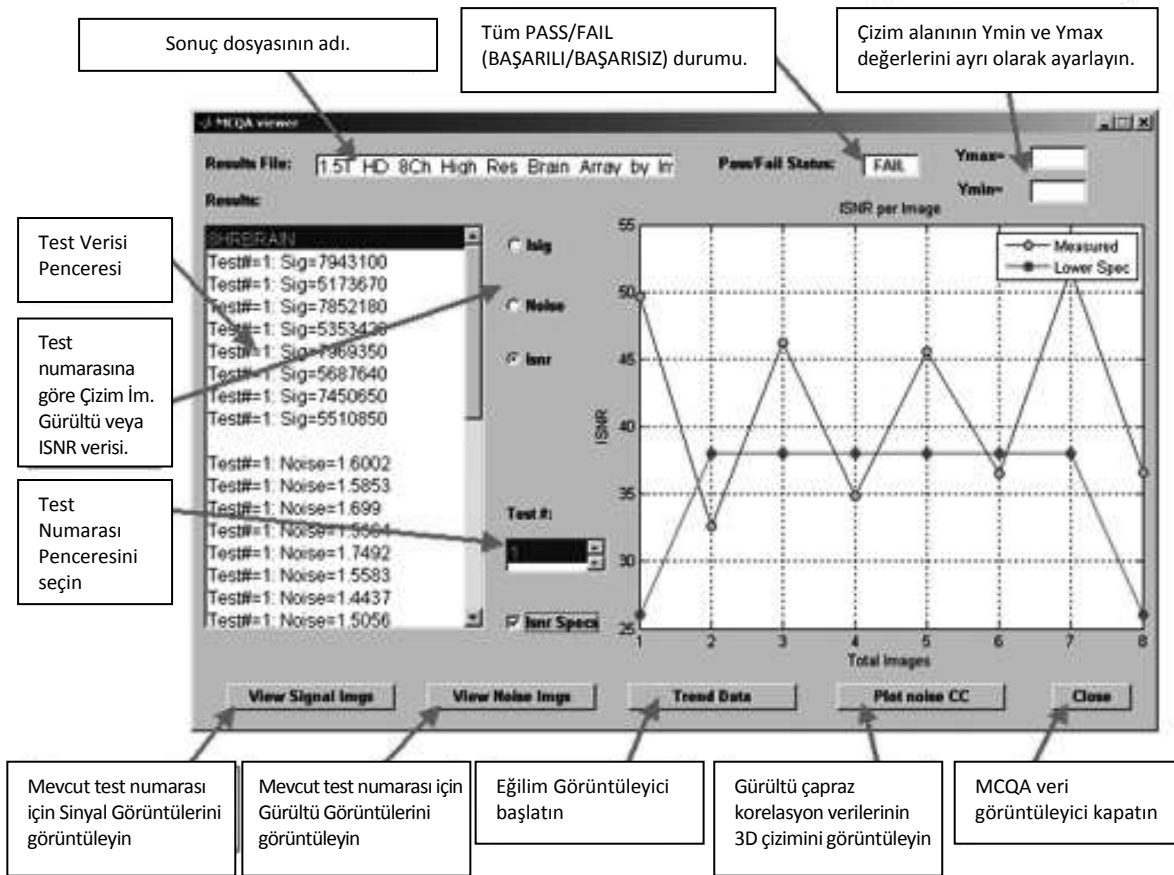 Sonuç dosyasının adı.
Tüm PASS/FAIL
(BAŞARILI/BAŞARISIZ) durumu.
Çizim alanının Ymin ve Ymax
değerlerini ayrı olarak ayarlayın.
MCQA viewer
Results File:
1.5T HD 8Ch High Res Brain Array by Im
Pass/Fail Status:
FAIL
Ymax=
Ymin=
Results:
8HRBRAIN
Test#=1: Sig=7943100
Test#=1: Sig=5173670
Test#=1: Sig=7852180
Test#=1: Sig=5353420
Test#=1: Sig=7969350
Test#=1: Sig=5687640
Test#=1: Sig=7450650
Test#=1: Sig=5510850
Test#=1: Noise=1.6002
Test#=1: Noise=1.5853
Test#=1: Noise=1.699
Test#=1:
Test#=1: Noise=1.7492
Test#=1: Noise=1.5583
Test#=1: Noise=1.4437
Test#=1: Noise=1.5056
Isig
Noise
Isnr
Test #:
1
Isnr Specs
ISNR per Image
Measured
Lower Spec
55
50
45
40
35
30
25
ISNR
1 2 3 4 5 6 7 8
Total Images
View Signal Imgs
View Noise Imgs
Trend Data
Plot noise CC
Close
Test Verisi
Penceresi
Test
numarasına
göre Çizim İm.
Gürültü veya
ISNR verisi.
Test
Numarası
Penceresini
seçin
Mevcut test numarası
için Sinyal Görüntülerini
görüntüleyin
Mevcut test numarası için
Gürültü Görüntülerini
görüntüleyin
Eğilim Görüntüleyici
başlatın
Gürültü çapraz
korelasyon verilerinin
3D çizimini görüntüleyin
MCQA veri
görüntüleyici kapatın